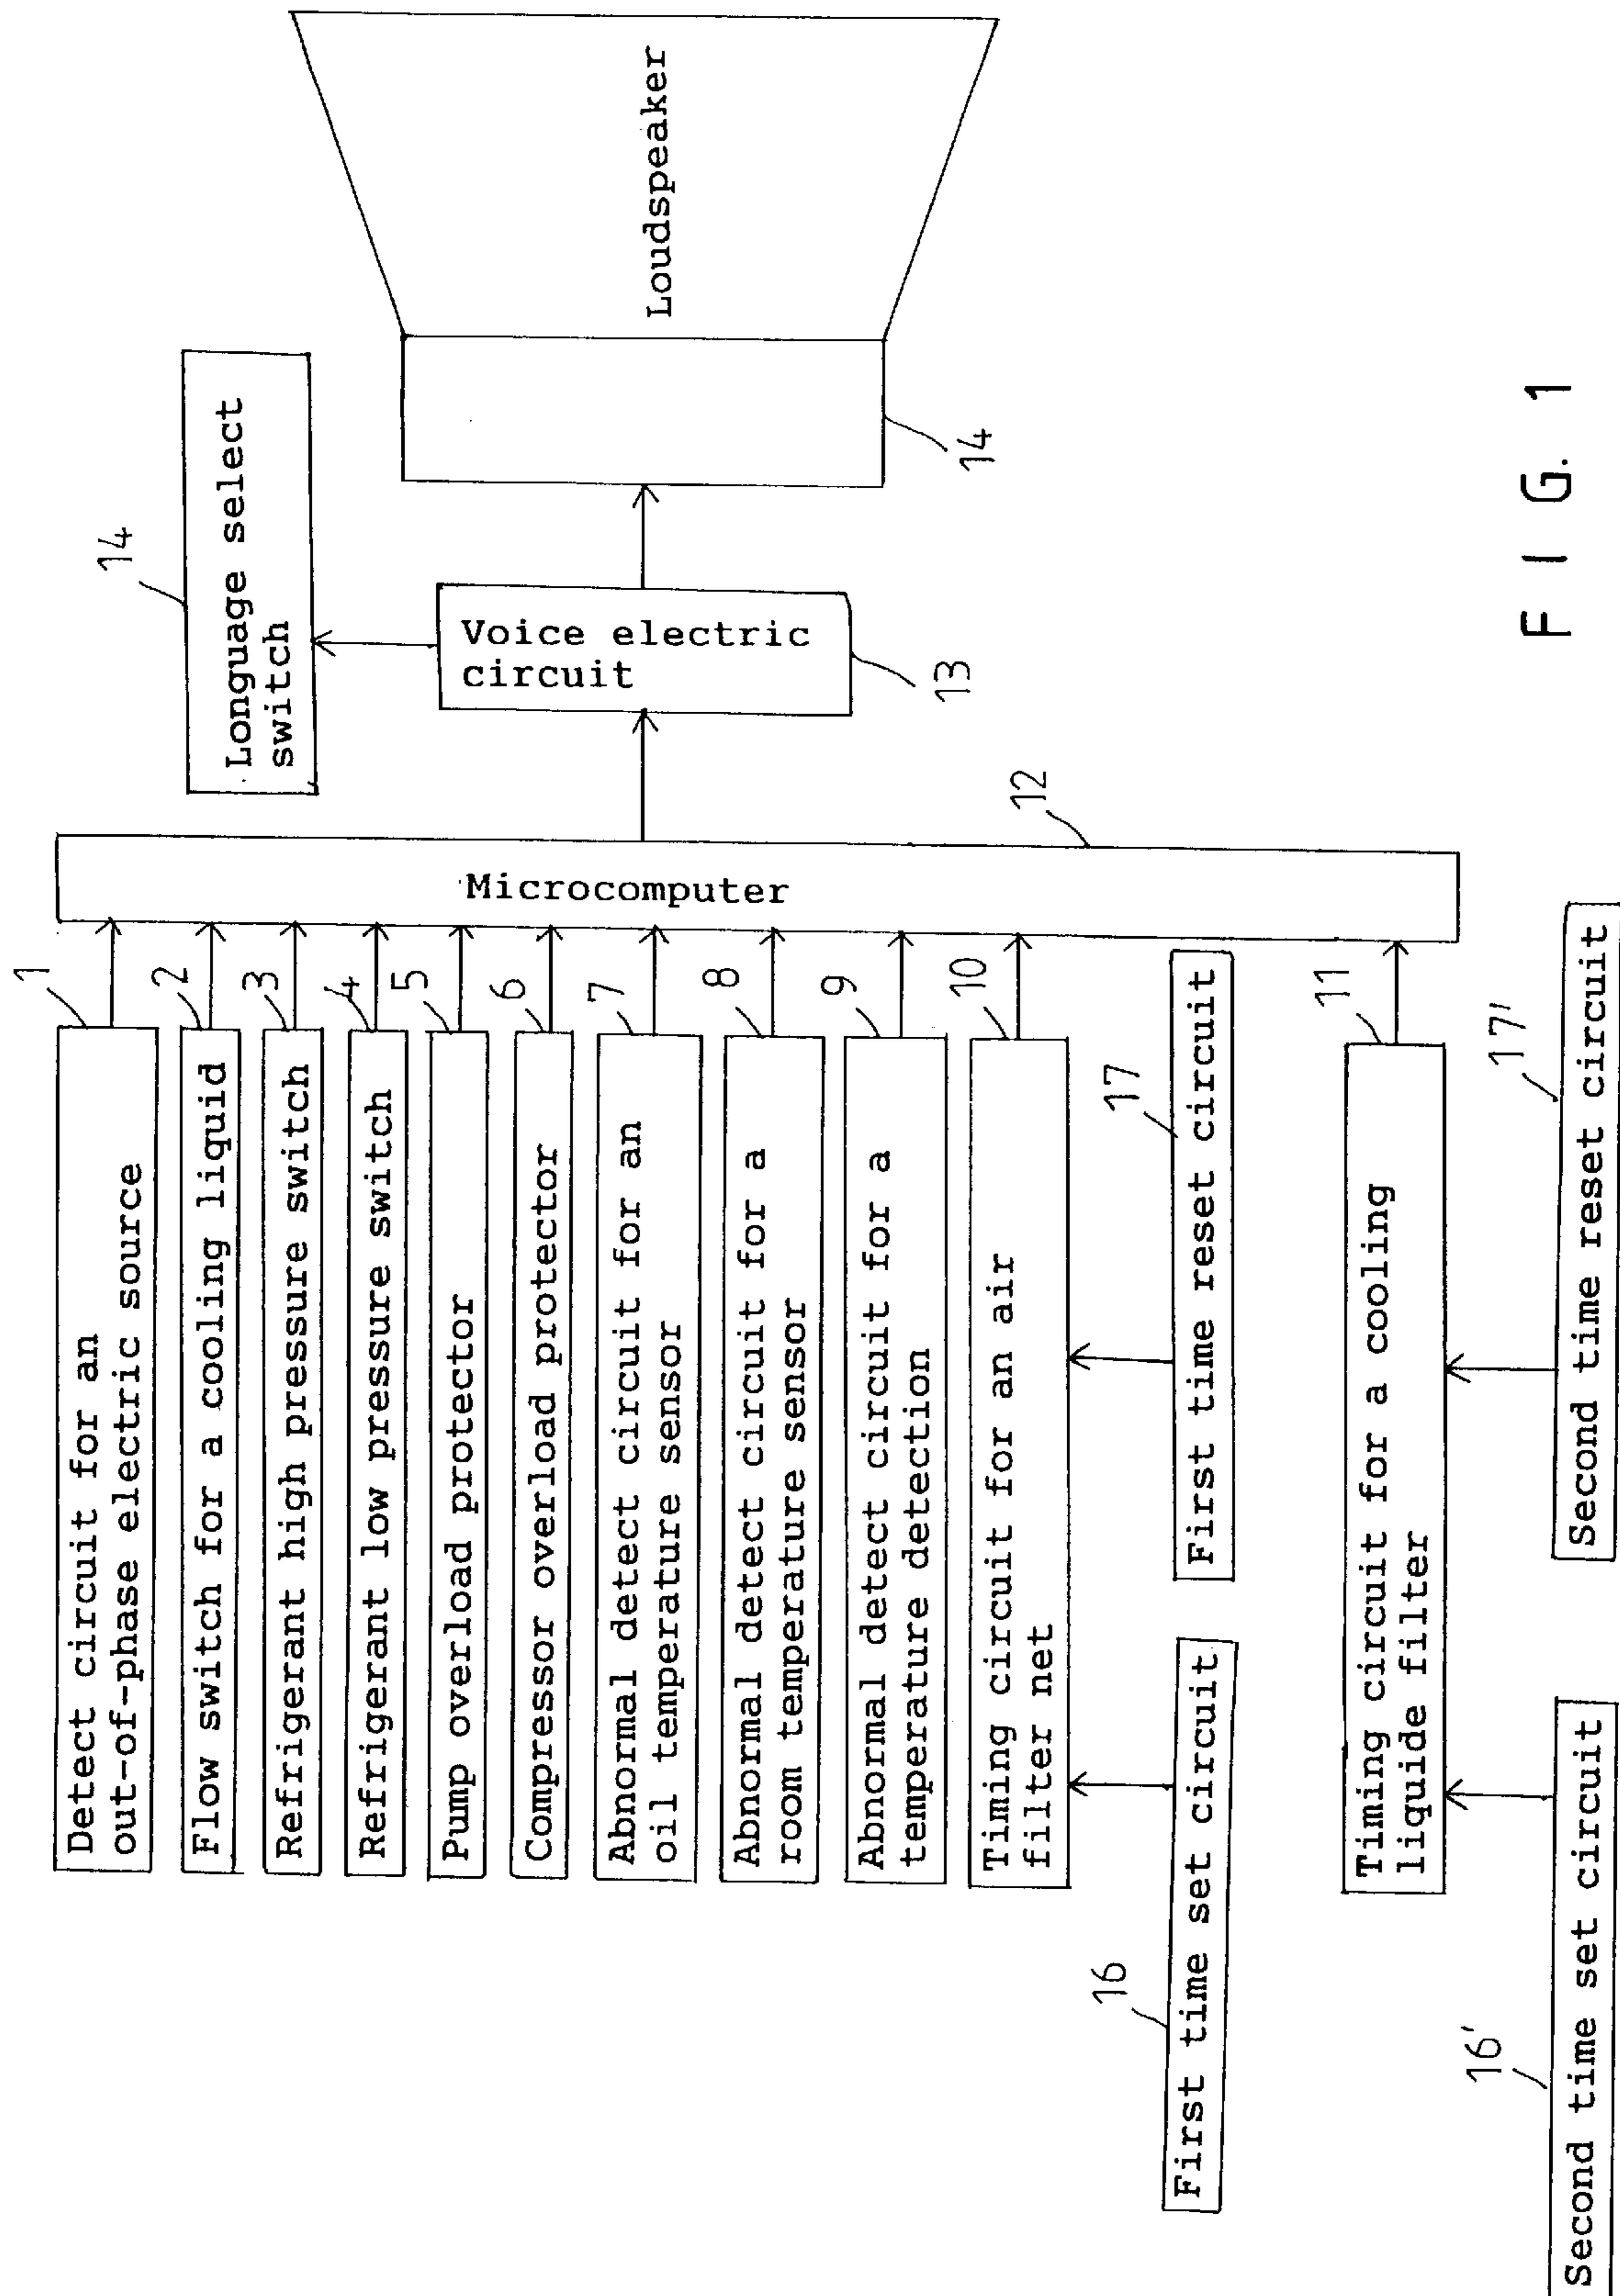 1
Detect circuit for an
out-of-phase electric source
2
Flow switch for a cooling liquid
3
Refrigerant high pressure switch
4
Refrigerant low pressure switch
5
Pump overload protector
6
Compressor overload protector
7
Abnormal detect circuit for an
oil temperature sensor
8
Abnormal detect circuit for a
room temperature sensor
9
Abnormal detect circuit for a
temperature detection
10
Timing circuit for an air
filter net
16
First time set circuit
17
First time reset circuit
11
Timing circuit for a cooling
liquide filter
16'
Second time set circuit
17'
Second time reset circuit
Microcomputer
12
14
Longuage select
switch
Voice electric
circuit
13
Loudspeaker
14
FIG. 1